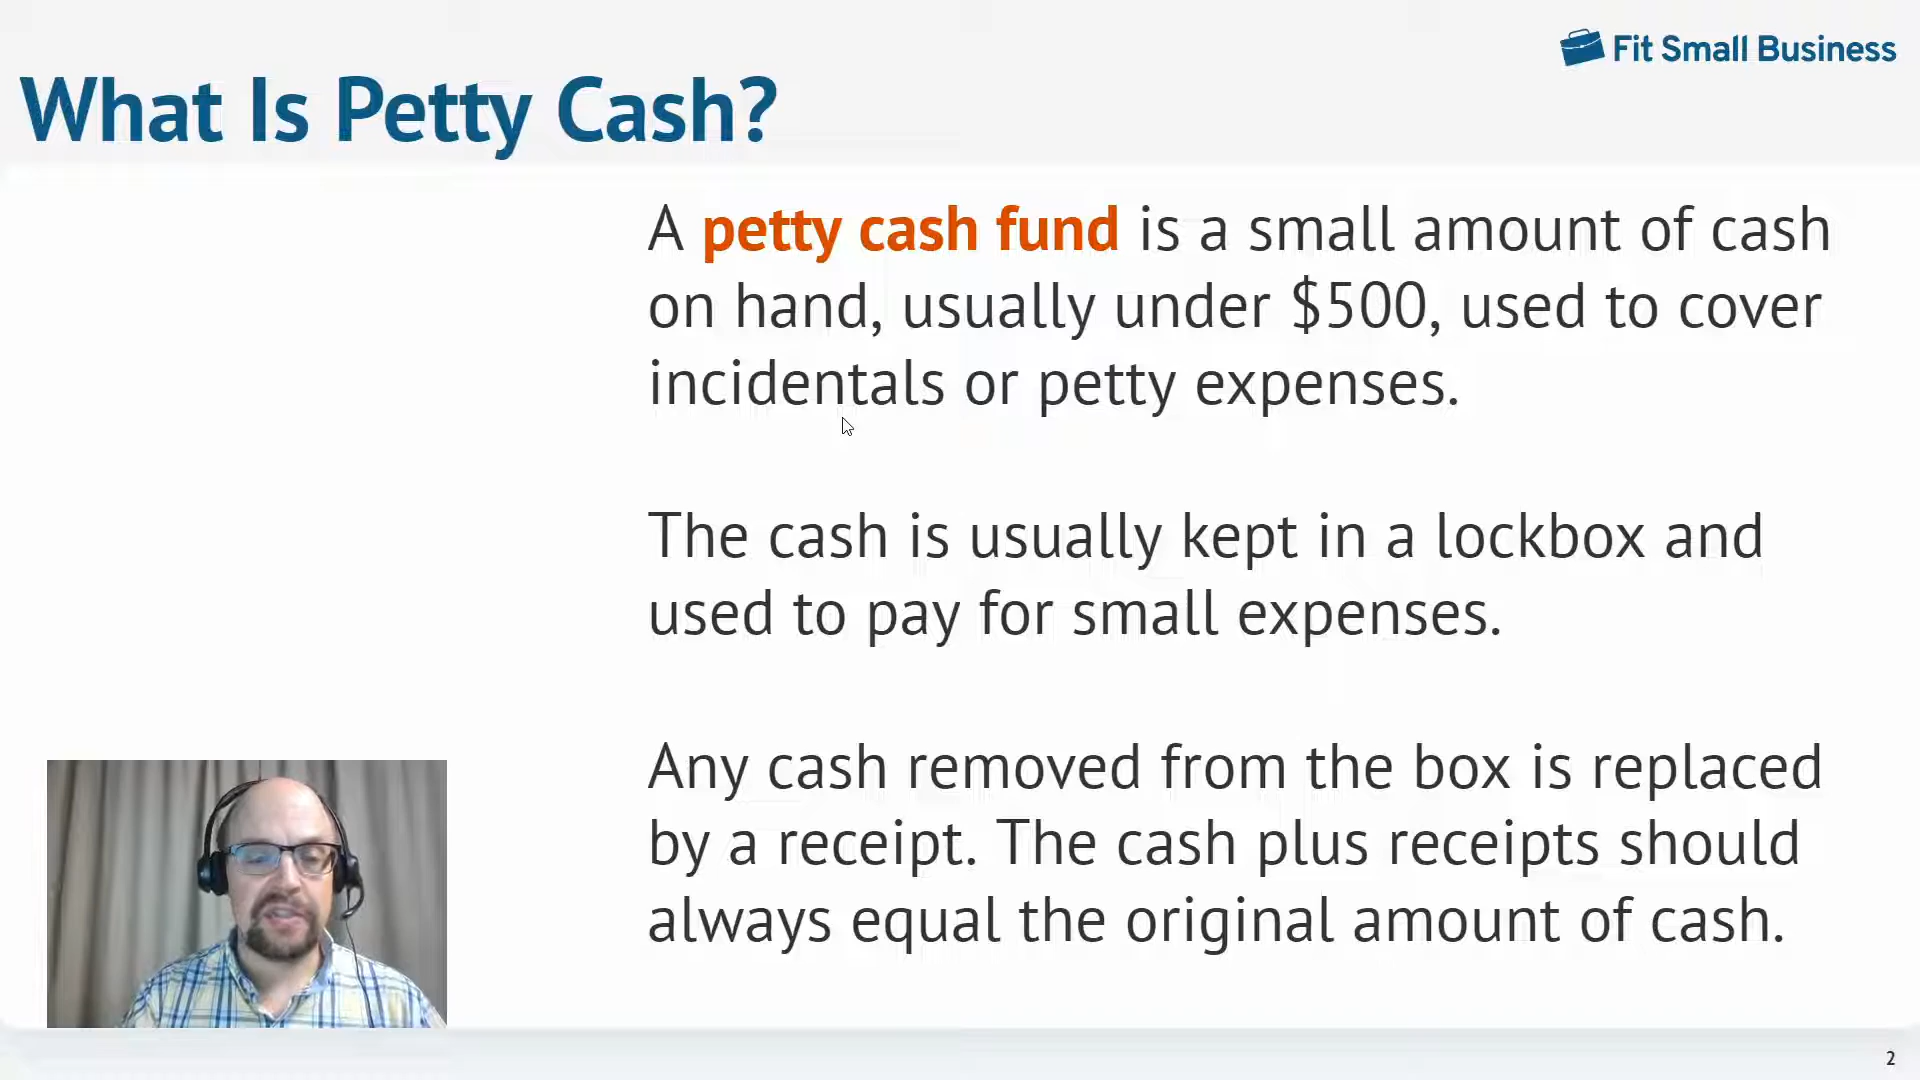 Fit Small Business
What Is Petty Cash?
A petty cash fund is a small amount of cash
on hand, usually under $500, used to cover
incidentals or petty expenses.
The cash is usually kept in a lockbox and
used to pay for small expenses.
Any cash removed from the box is replaced
by a receipt. The cash plus receipts should
always equal the original amount of cash.
2